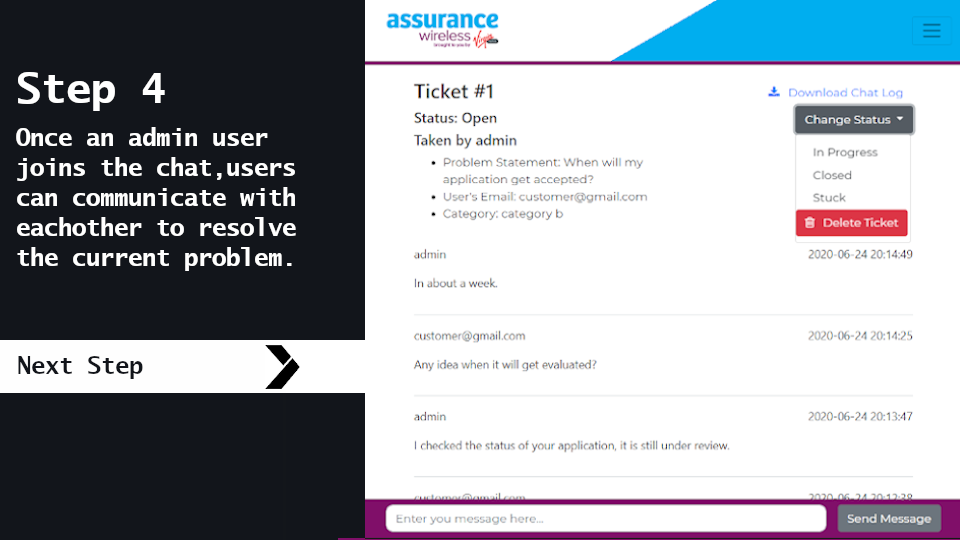 Step 4
Once an admin user
joins the chat,users
can communicate with
eachother to resolve
the current problem.
Next Step
assurance
wireless
brought to you by
Virgin
Ticket #1
Download Chat Log
Status: Open
Change Status
Taken by admin
In Progress
Closed
Stuck
Delete Ticket
Problem Statement: When will my
application get accepted?
User's Email: customer@gmail.com
Category: category b
admin
2020-06-24 20:14:49
In about a week.
customer@gmail.com
2020-06-24 20:14:25
Any idea when it will get evaluated?
admin
2020-06-24 20:13:47
I checked the status of your application, it is still under review.
customer@gmail.com
2020-06-24 20:12:38
Enter you message here...
Send Message